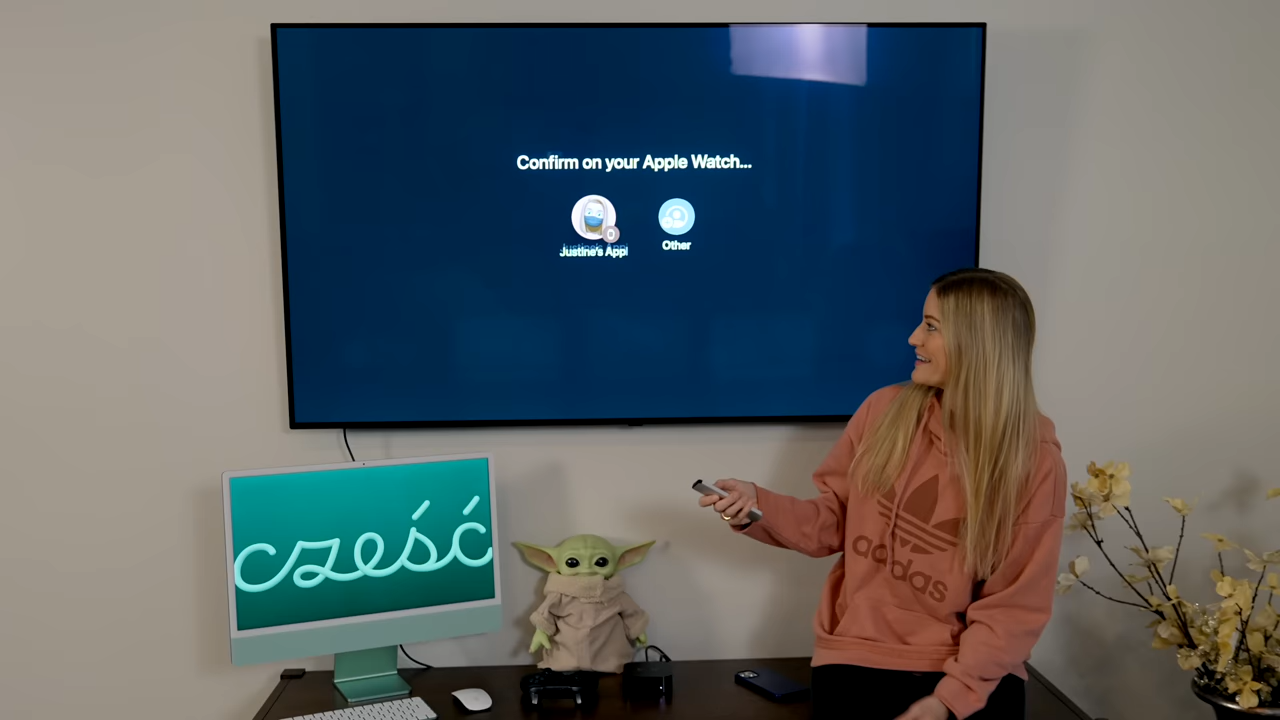 Confirm on your Apple Watch...
Justine's Appl
Other
cześć
adidas